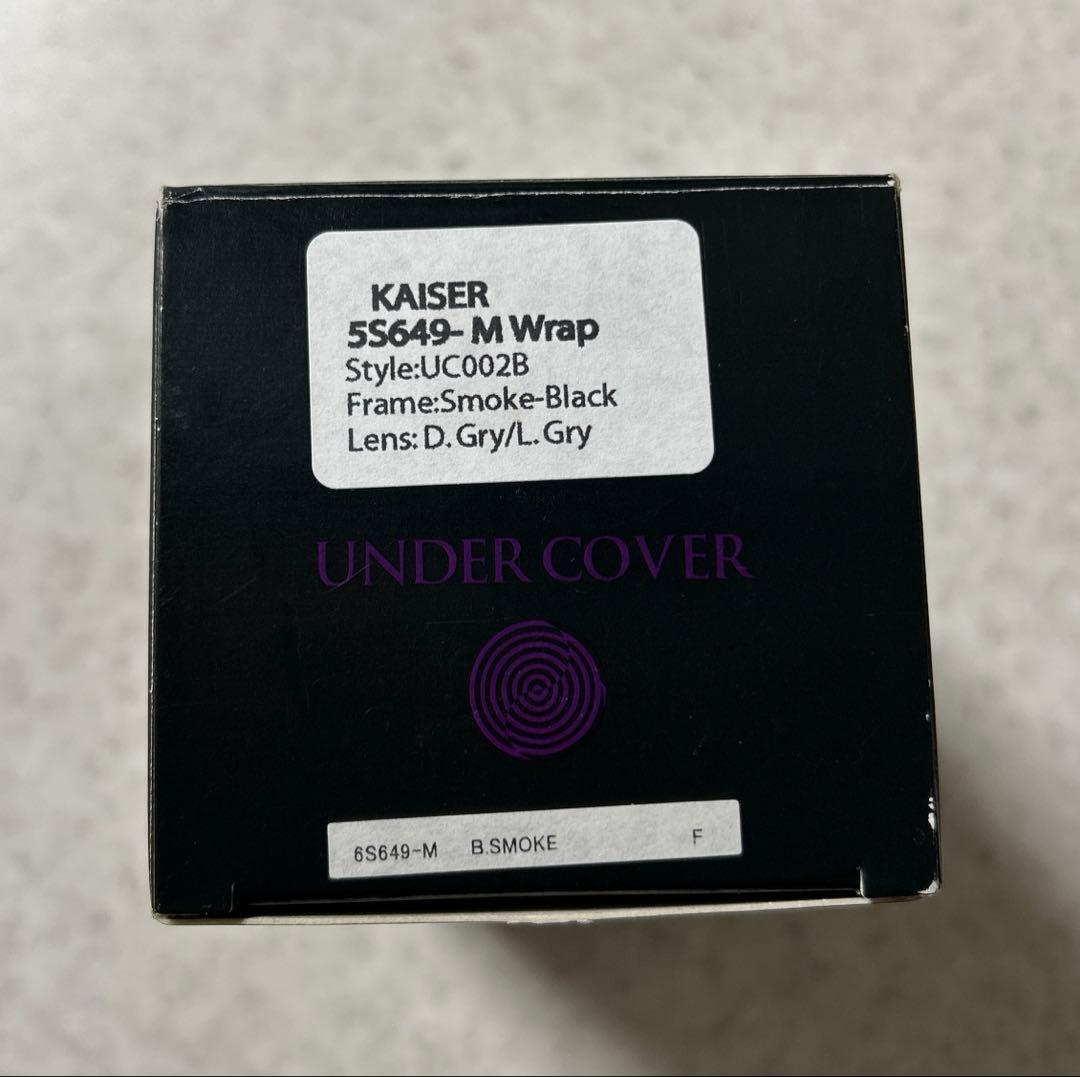 KAISER
5S649- M Wrap
Style:UC002B
Frame:Smoke-Black
Lens: D. Gry/L. Gry
UNDER COVER
6S649-M B.SMOKE F